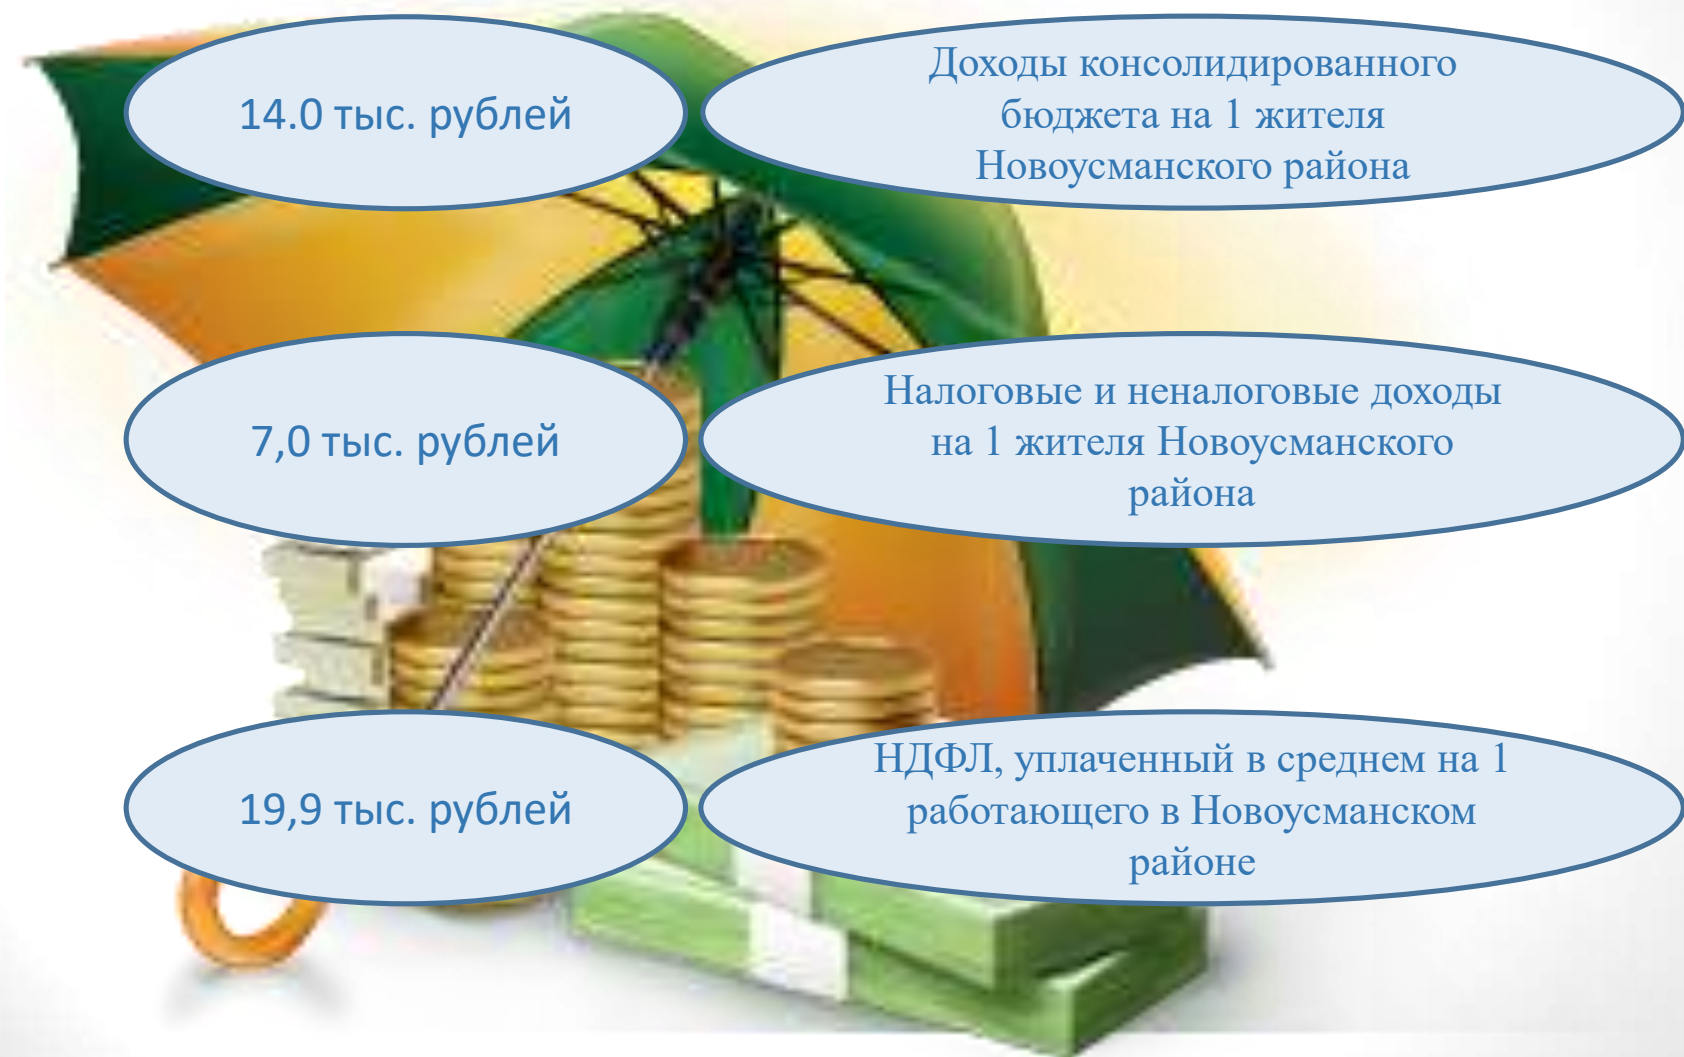 14.0 тыс. рублей
Доходы консолидированного
бюджета на 1 жителя
Новоусманского района
7,0 тыс. рублей
Налоговые и неналоговые доходы
на 1 жителя Новоусманского
района
19,9 тыс. рублей
НДФЛ, уплаченный в среднем на 1
работающего в Новоусманском
районе